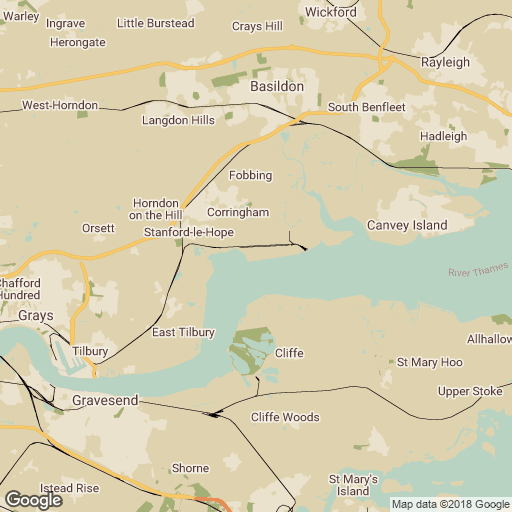 Warley
Ingrave
Little Burstead
Wickford
Crays Hill
Herongate
Rayleigh
Basildon
West-Horndon
South Benfleet
Langdon Hills
Hadleigh
Fobbing
Horndon
on the Hill
Corringham
Orsett
Stanford-le-Hope
Canvey Island
River Thames
Chafford
Hundred
Grays
East Tilbury
Tilbury
Cliffe
Allhallow
St Mary Hoo
Upper Stoke
Gravesend
Cliffe Woods
Shorne
St Mary's
Island
Istead Rise
Google
Map data ©2018 Google